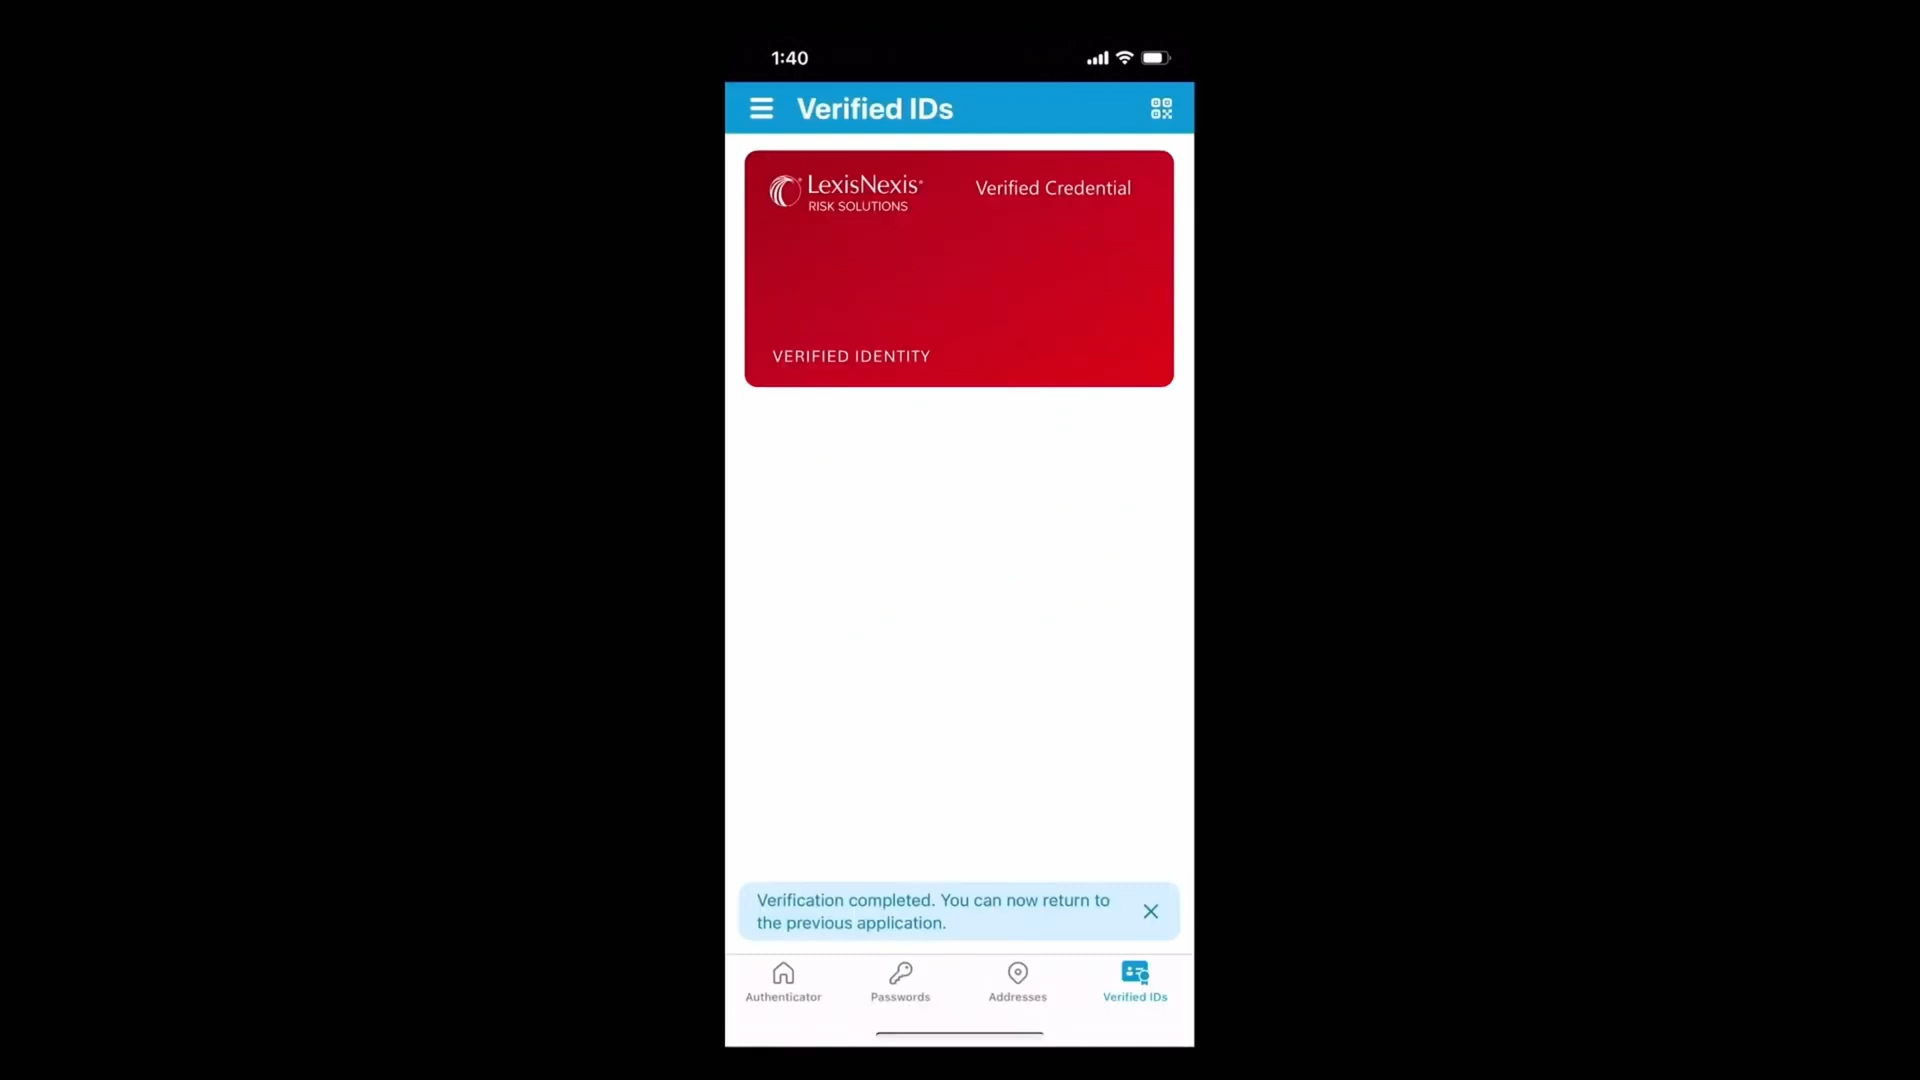 1:40
Verified IDs
LexisNexis®
RISK SOLUTIONS
Verified Credential
VERIFIED IDENTITY
Verification completed. You can now return to
the previous application.
Authenticator
Passwords
Addresses
Verified IDs